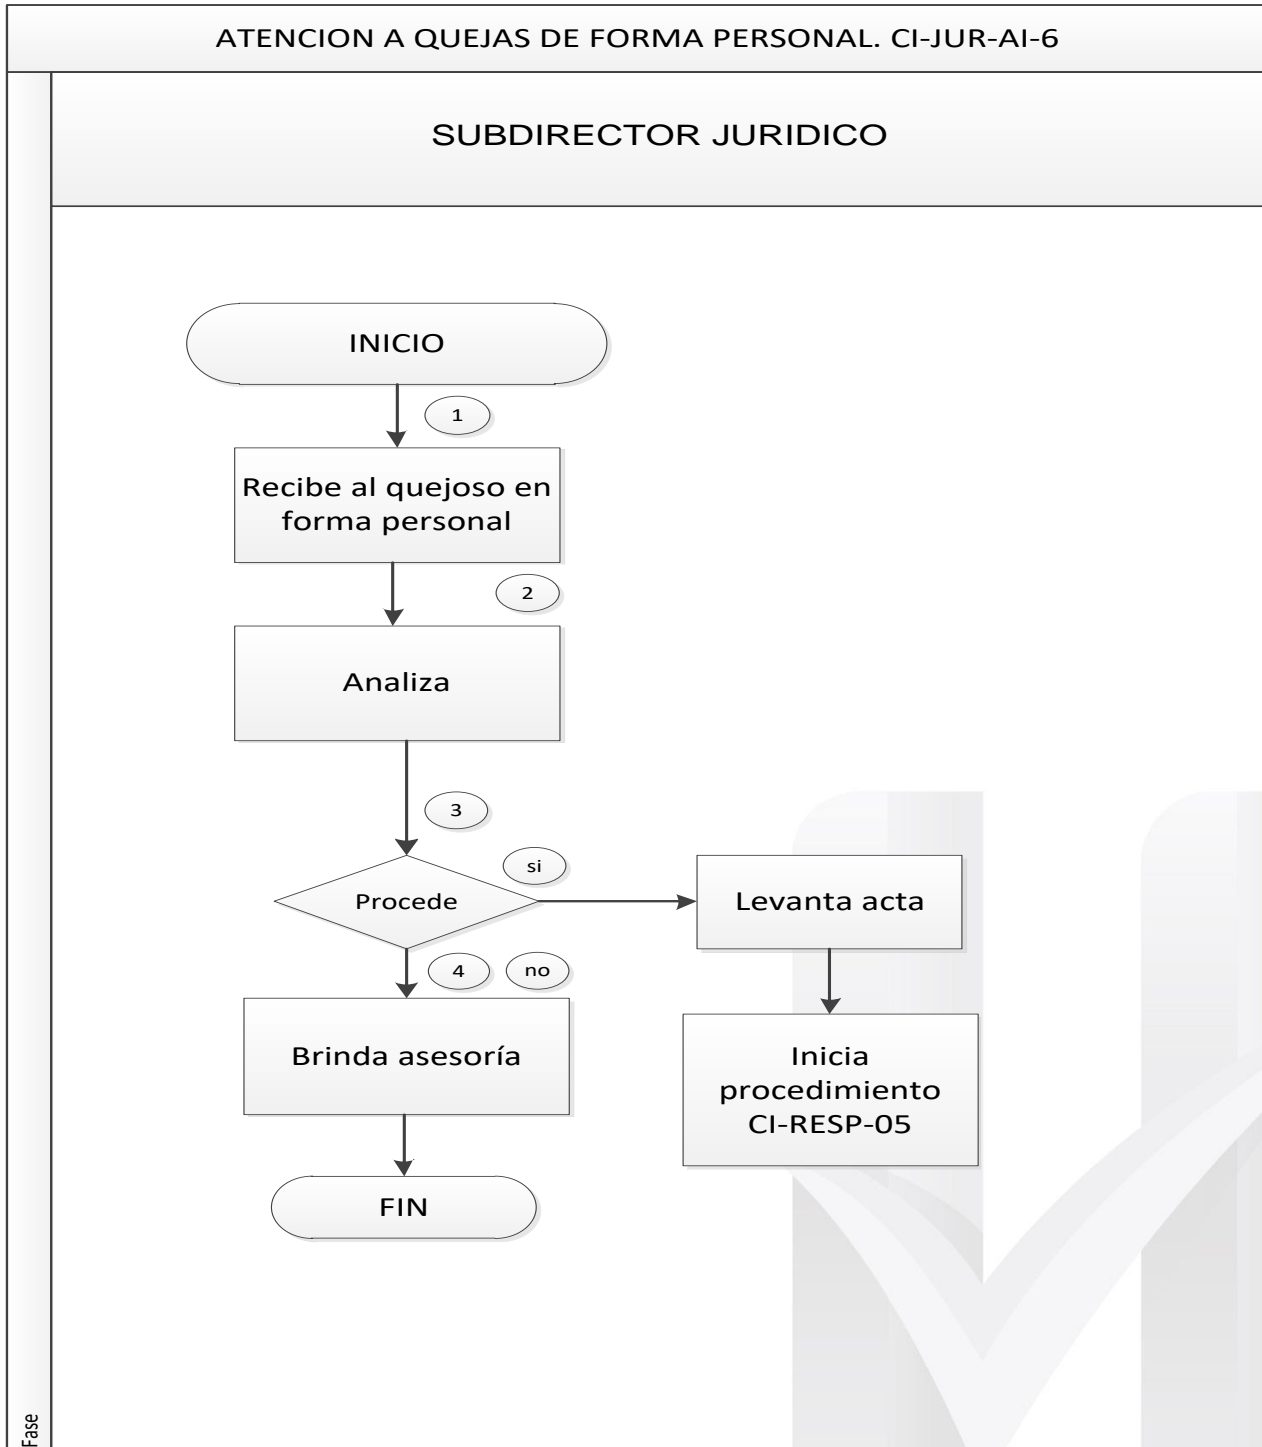 ATENCION A QUEJAS DE FORMA PERSONAL. CI-JUR-AI-6
SUBDIRECTOR JURIDICO
INICIO
1
Recibe al quejoso en
forma personal
2
Analiza
3
Procede
si
Levanta acta
4
no
Brinda asesoría
Inicia
procedimiento
CI-RESP-05
FIN
Fase